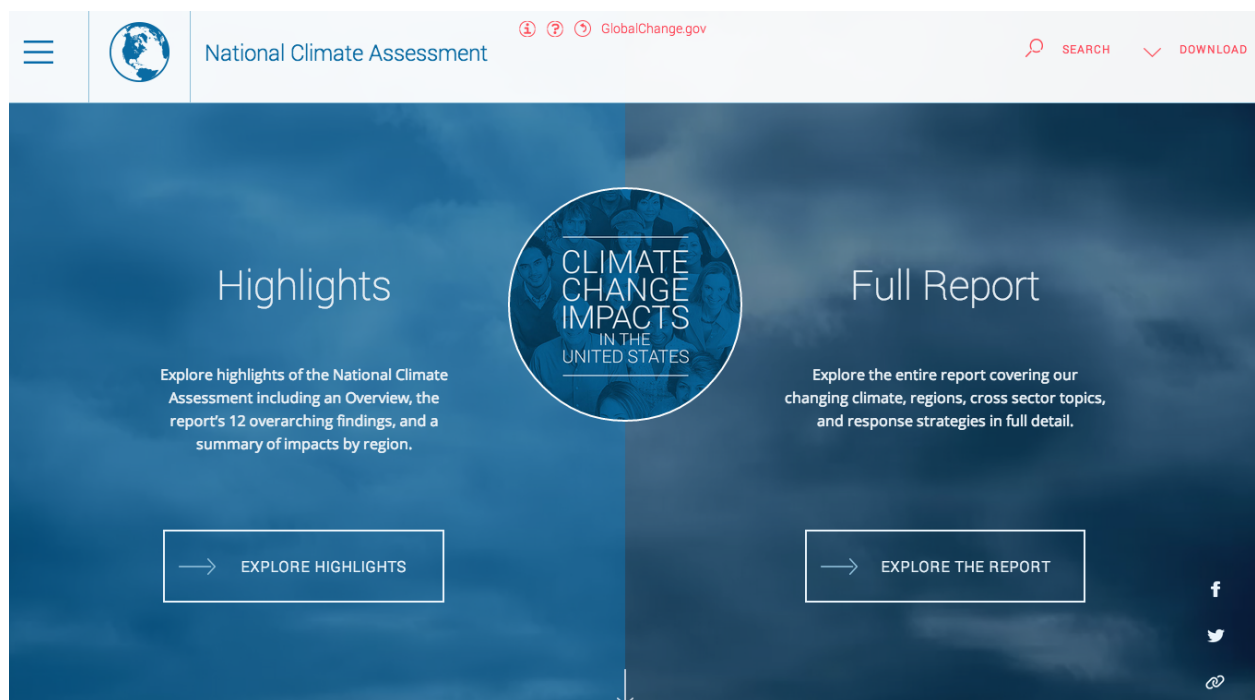 National Climate Assessment
GlobalChange.gov
SEARCH
DOWNLOAD
Highlights
Explore highlights of the National Climate
Assessment including an Overview, the
report's 12 overarching findings, and a
summary of impacts by region.
EXPLORE HIGHLIGHTS
CLIMATE
CHANGE
IMPACTS
IN THE
UNITED STATES
Full Report
Explore the entire report covering our
changing climate, regions, cross sector topics,
and response strategies in full detail.
EXPLORE THE REPORT